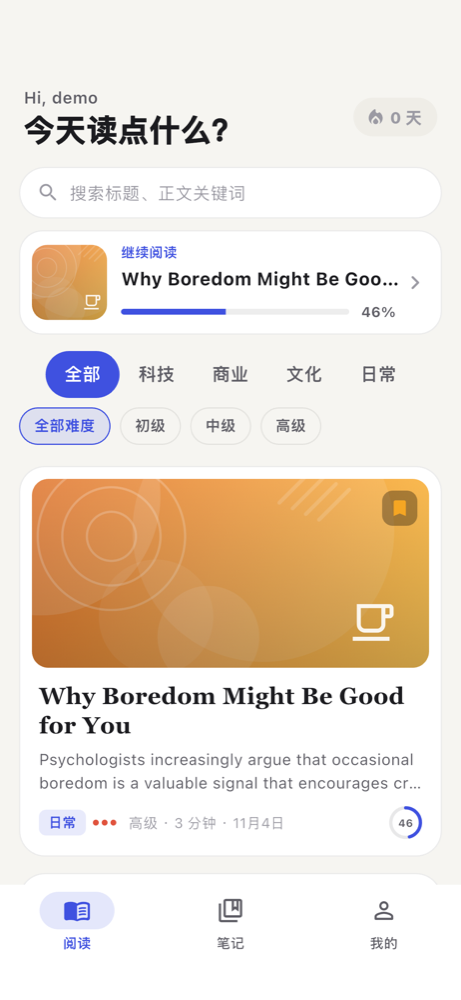 Hi, demo
今天读点什么?
0 天
搜索标题、正文关键词
继续阅读
Why Boredom Might Be Goo...
46%
全部
科技
商业
文化
日常
全部难度
初级
中级
高级
Why Boredom Might Be Good
for You
Psychologists increasingly argue that occasional
boredom is a valuable signal that encourages cr...
日常
高级 · 3 分钟 · 11月4日
46
阅读
笔记
我的